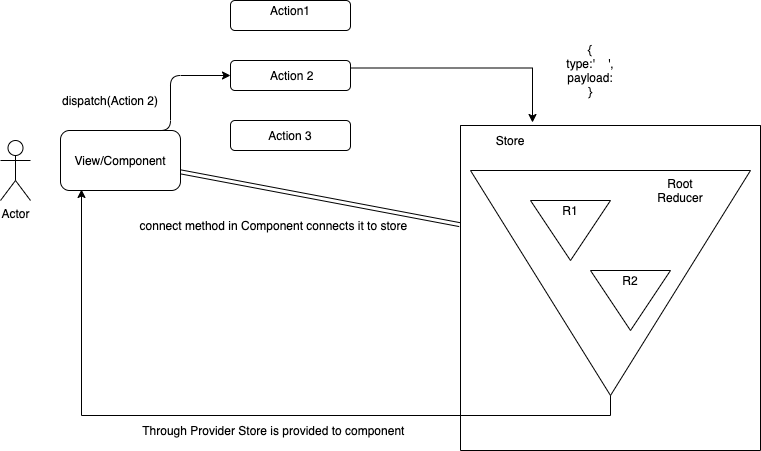 Action1
{
type:'    ',
payload:
}
Action 2
dispatch(Action 2)
Action 3
Store
View/Component
Root
Reducer
R1
Actor
connect method in Component connects it to store
R2
Through Provider Store is provided to component